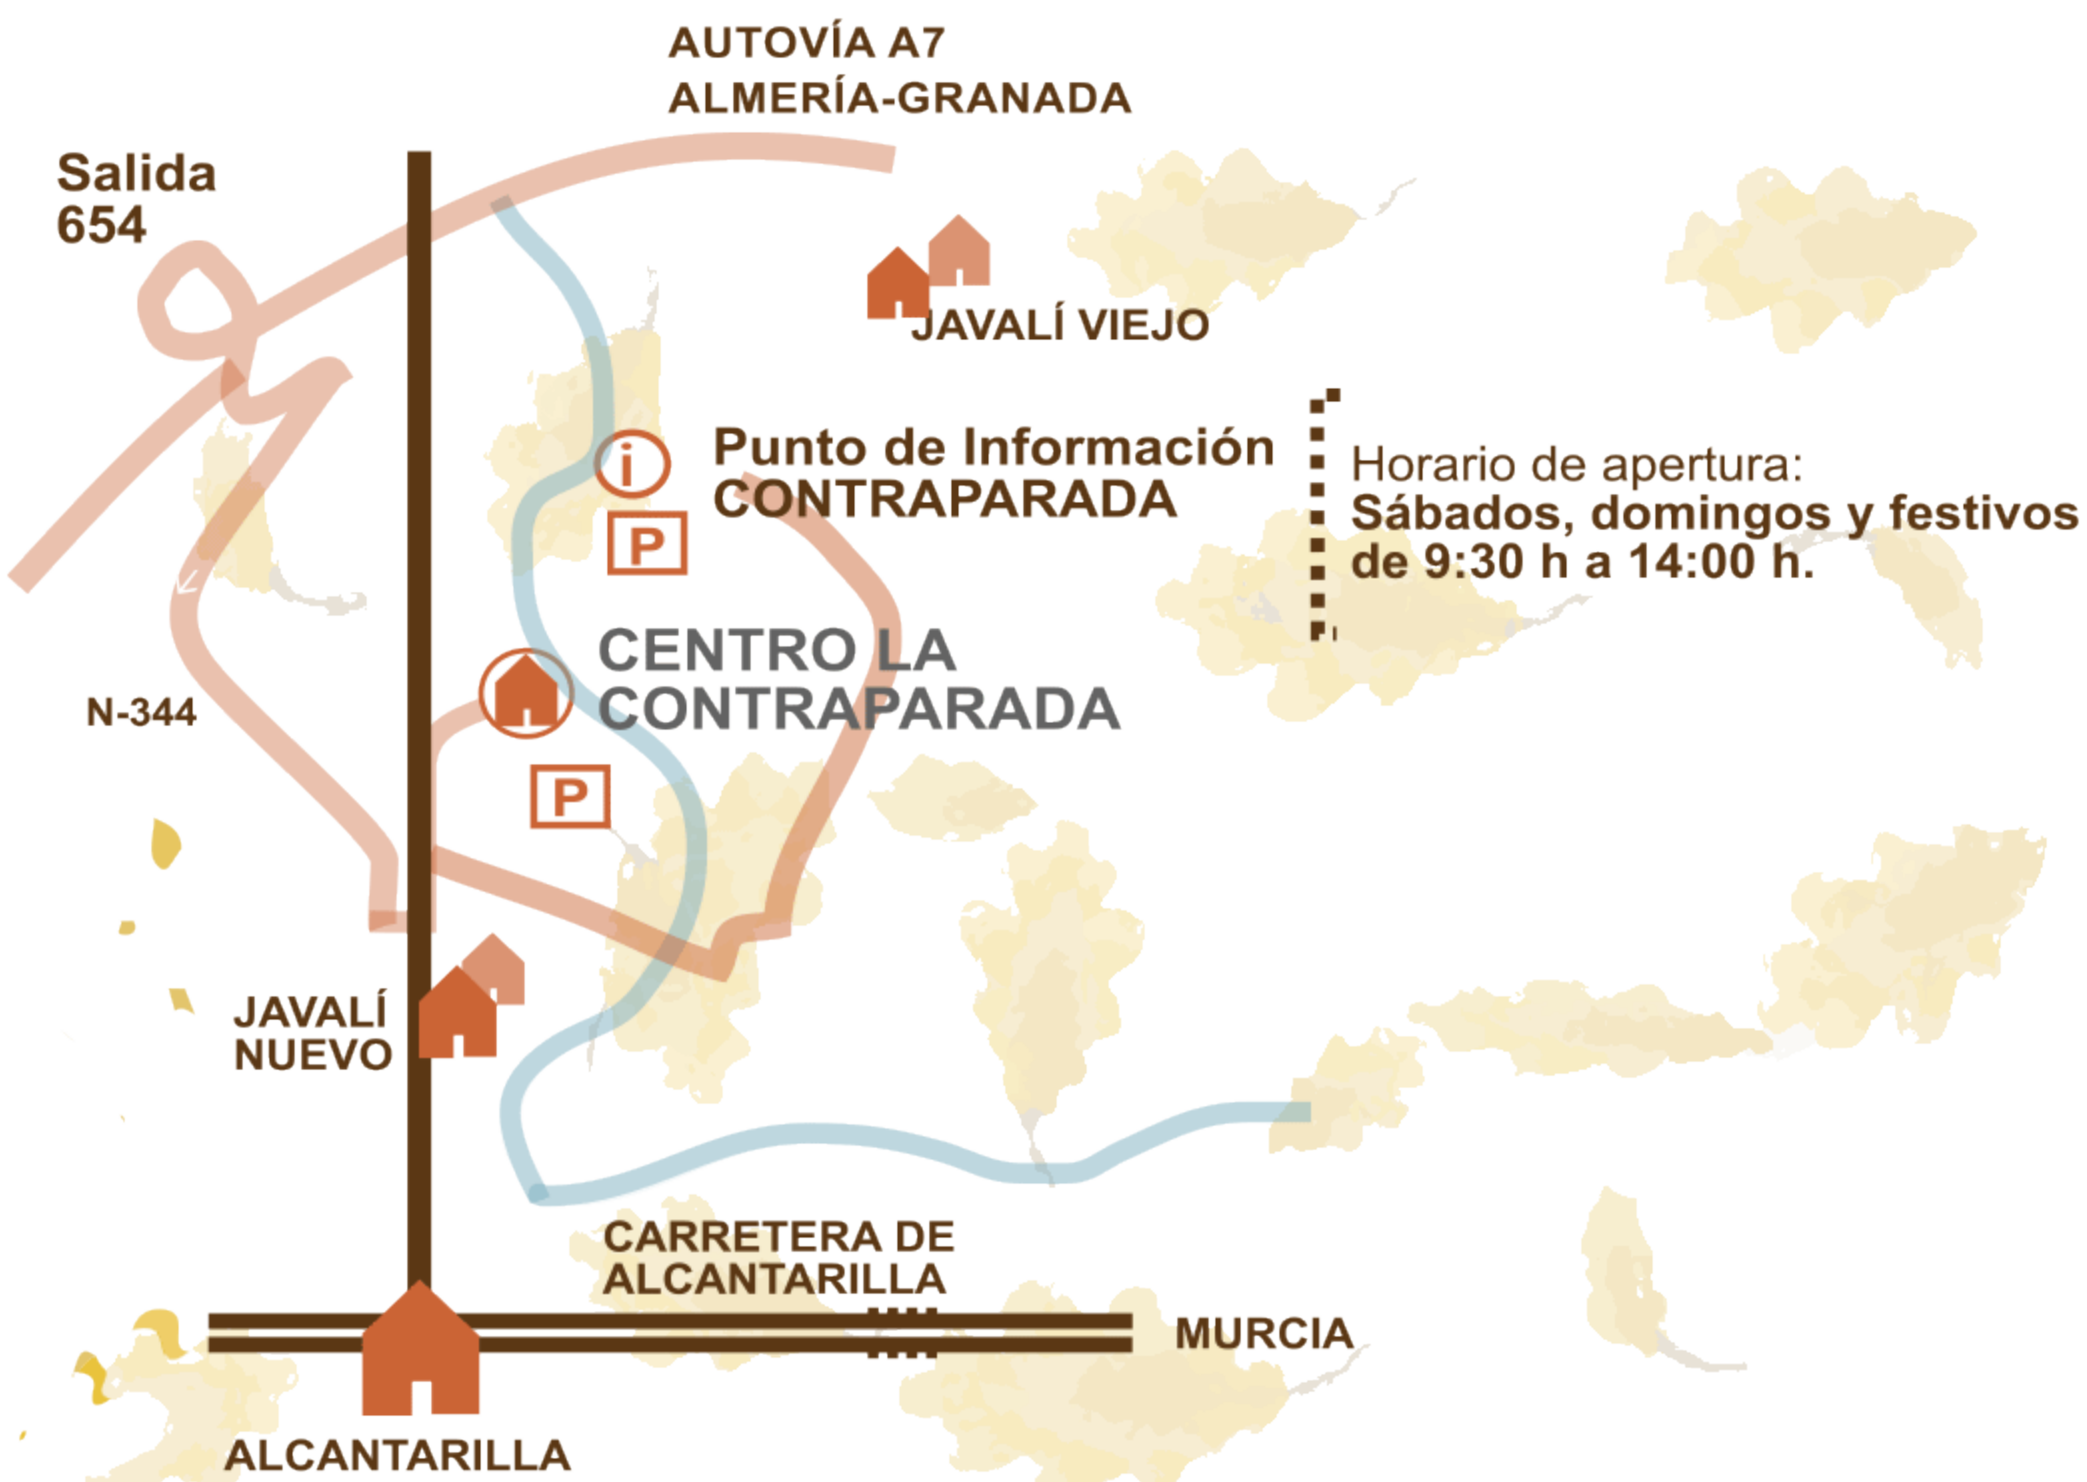 AUTOVÍA A7
ALMERÍA-GRANADA
Salida
654
JAVALÍ VIEJO
i
Punto de Información
CONTRAPARADA
P
Horario de apertura:
Sábados, domingos y festivos
de 9:30 h a 14:00 h.
CENTRO LA
CONTRAPARADA
N-344
P
JAVALÍ
NUEVO
CARRETERA DE
ALCANTARILLA
MURCIA
ALCANTARILLA